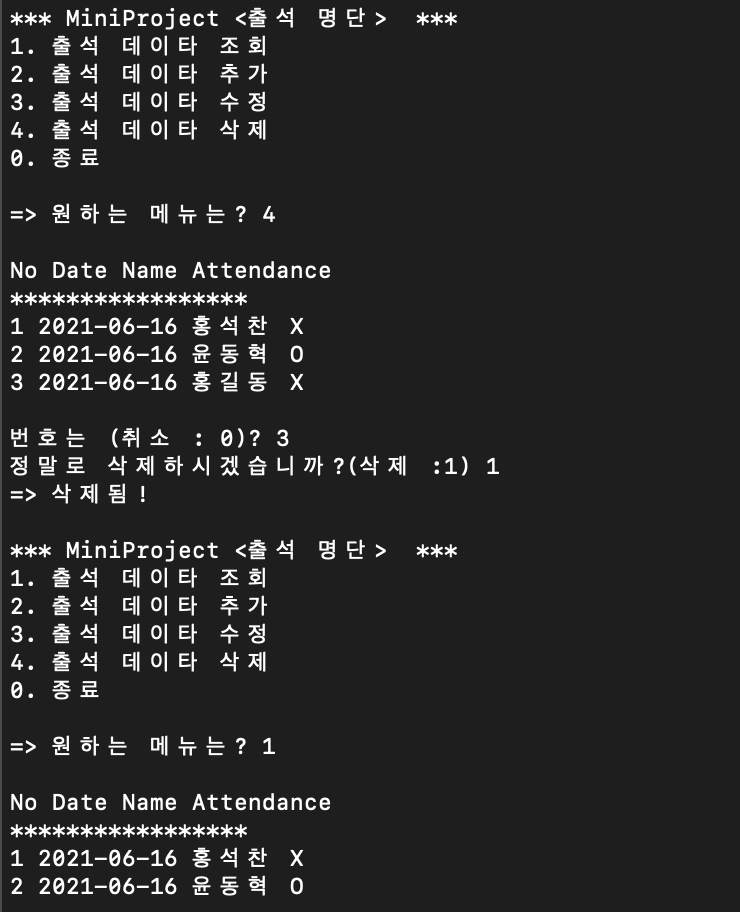 *** MiniProject <출석 명단>  ***
1. 출석 데이타 조회
2. 출석 데이타 추가
3. 출석 데이타 수정
4. 출석 데이타 삭제
0. 종료
=> 원하는 메뉴는? 4
No Date Name Attendance
*****************
1 2021-06-16 홍석찬 X
2 2021-06-16 윤동혁 O
3 2021-06-16 홍길동 X
번호는 (취소 : 0)? 3
정말로 삭제하시겠습니까?(삭제 :1) 1
=> 삭제됨!
*** MiniProject <출석 명단>  ***
1. 출석 데이타 조회
2. 출석 데이타 추가
3. 출석 데이타 수정
4. 출석 데이타 삭제
0. 종료
=> 원하는 메뉴는? 1
No Date Name Attendance
*****************
1 2021-06-16 홍석찬 X
2 2021-06-16 윤동혁 O